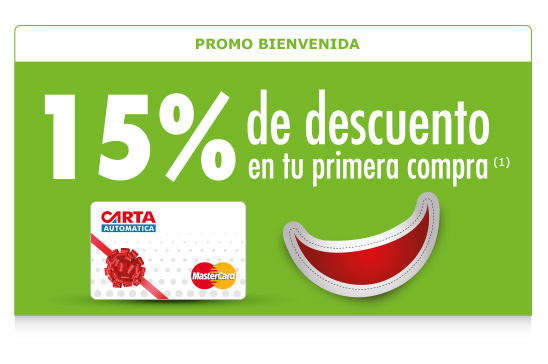 PROMO BIENVENIDA
15% de descuento
en tu primera compra (1)
CARTA
AUTOMATICA
MasterCard